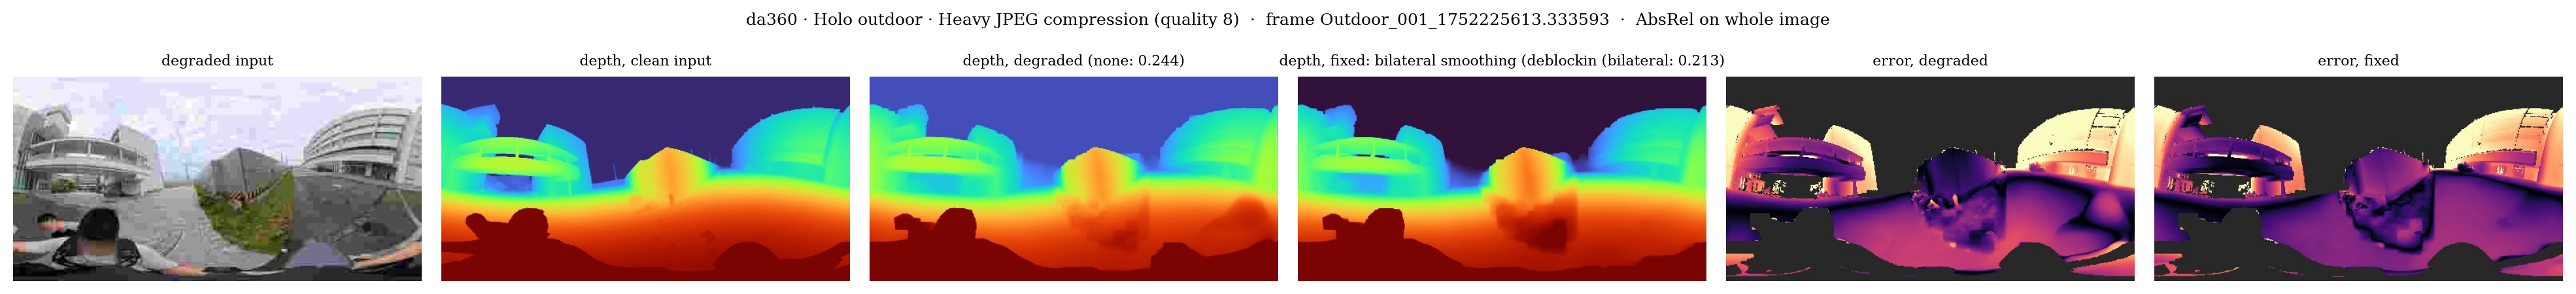 da360 · Holo outdoor · Heavy JPEG compression (quality 8)  ·  frame Outdoor_001_1752225613.333593  ·  AbsRel on whole image
degraded input
depth, clean input
depth, degraded (none: 0.244)
depth, fixed: bilateral smoothing (deblockin (bilateral: 0.213)
error, degraded
error, fixed